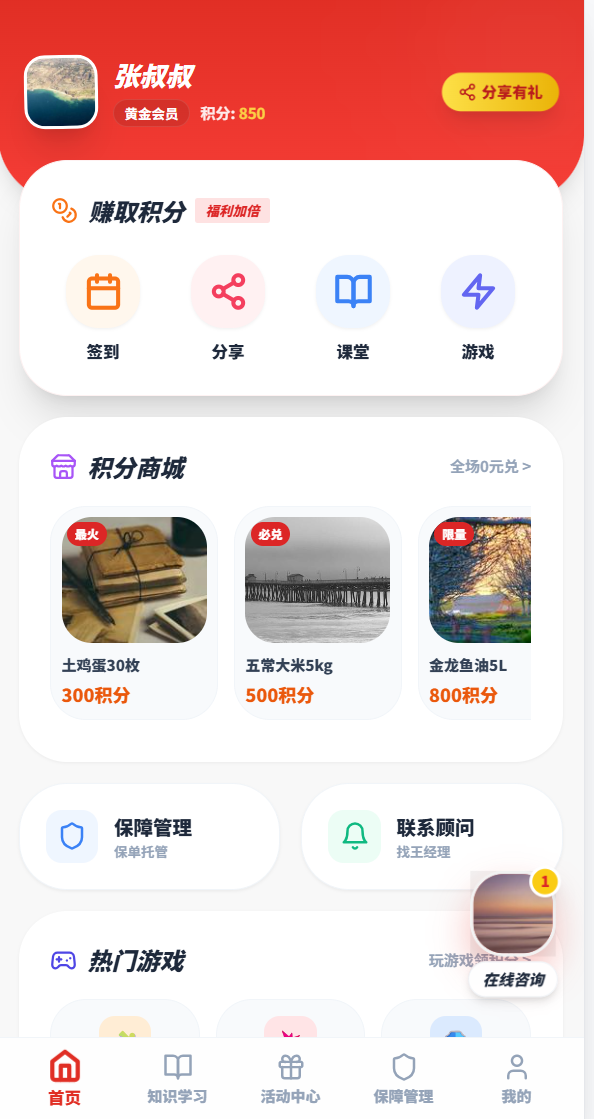 张叔叔
分享有礼
黄金会员 积分: 850
赚取积分 福利加倍
签到 分享 课堂 游戏
积分商城 全场0元兑 >
最火 必兑 限量
土鸡蛋30枚 五常大米5kg 金龙鱼油5L
300积分 500积分 800积分
保障管理 联系顾问
保单托管 找王经理
1
热门游戏 玩游戏领积分 >
在线咨询
首页 知识学习 活动中心 保障管理 我的